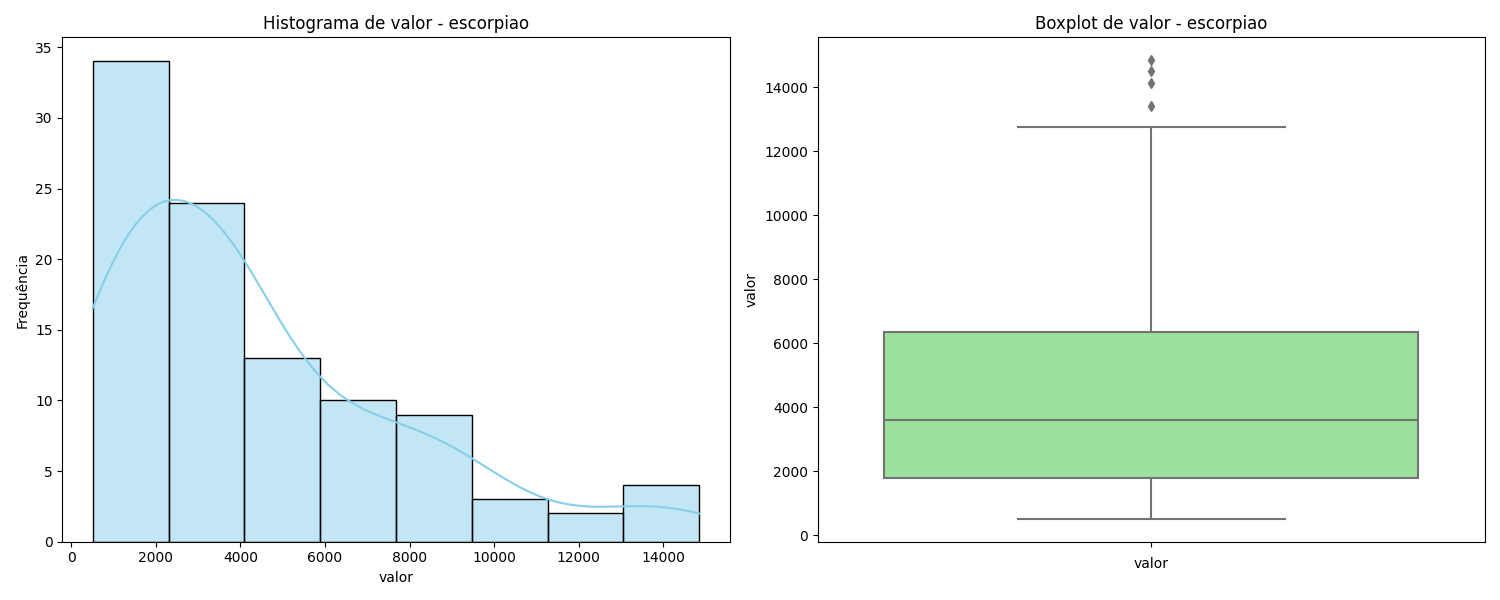 Histograma de valor - escorpiao
35
30
25
20
15
10
5
0
Frequência
0 2000 4000 6000 8000 10000 12000 14000
valor
Boxplot de valor - escorpiao
14000
12000
10000
8000
6000
4000
2000
0
valor
valor